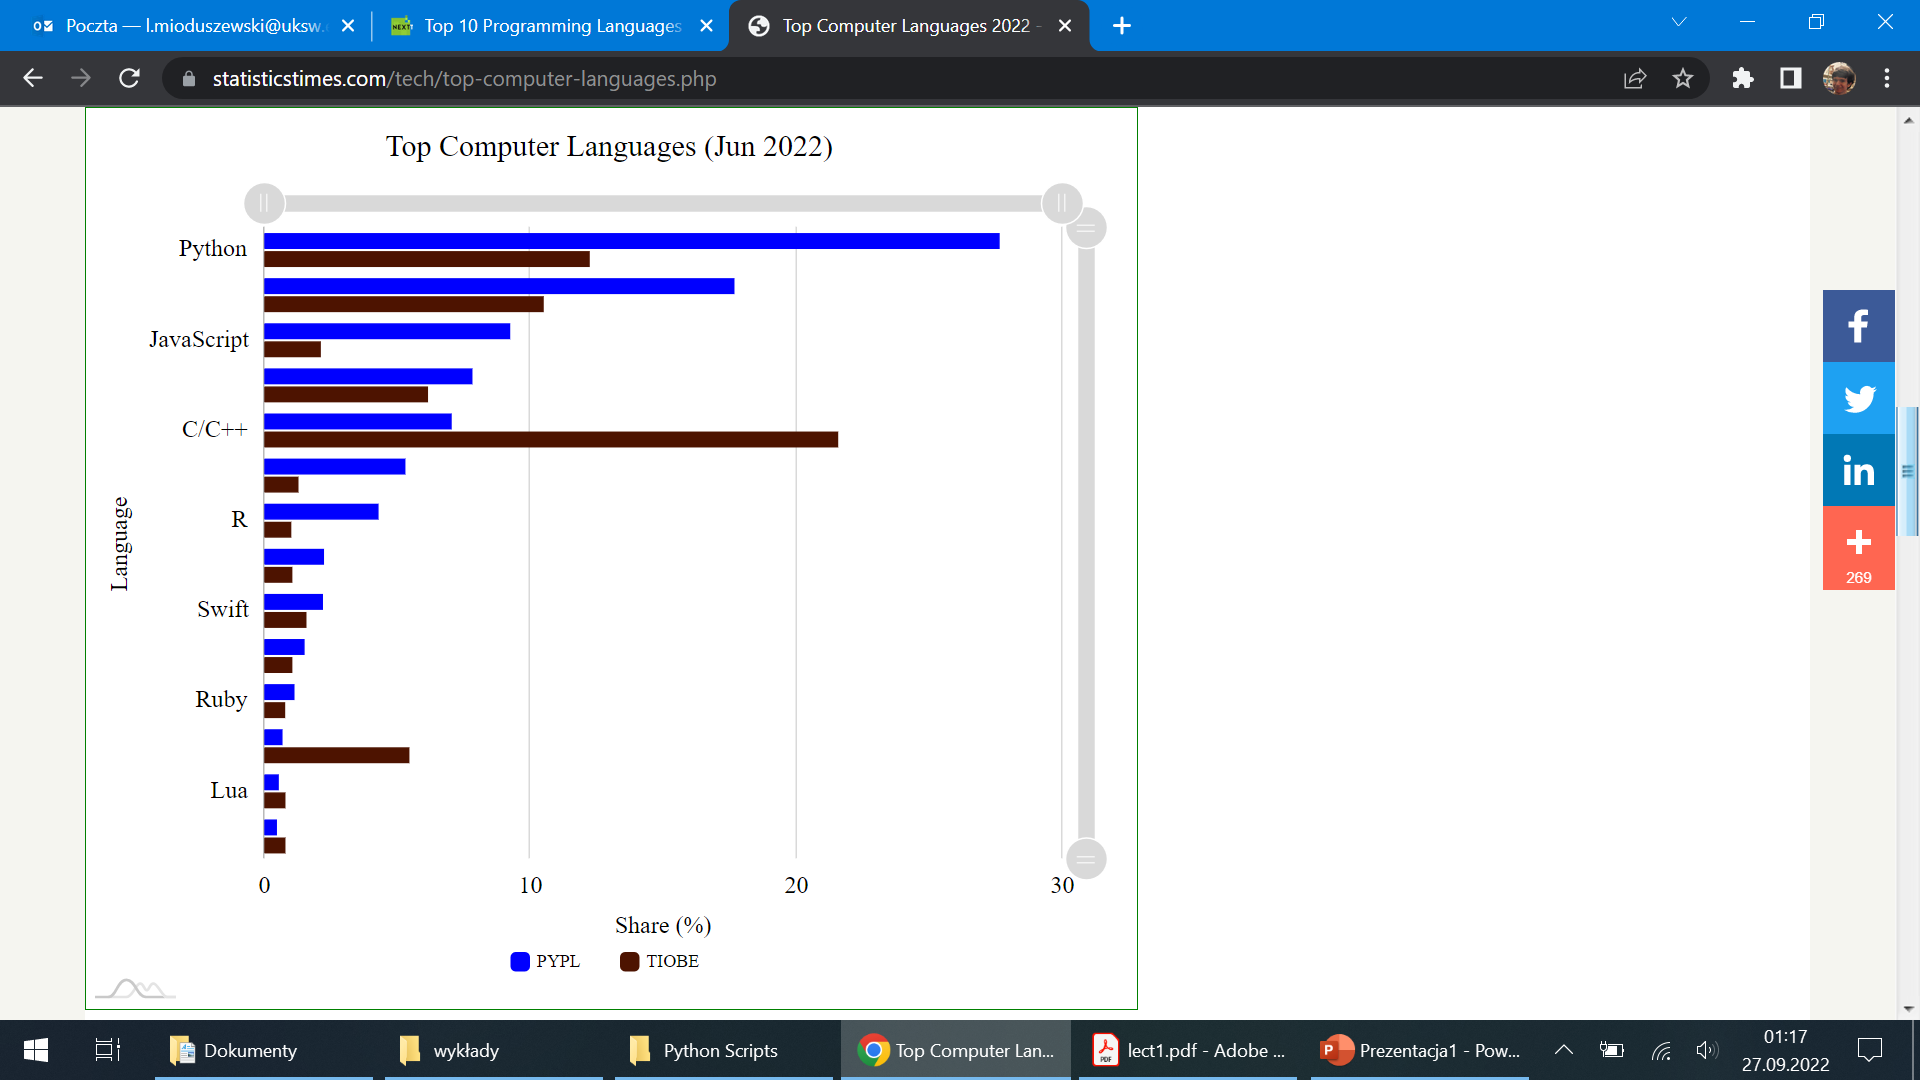 Poczta — l.mioduszewski@uksw.
Top 10 Programming Languages
Top Computer Languages 2022 -
statisticstimes.com/tech/top-computer-languages.php
Top Computer Languages (Jun 2022)
Python
JavaScript
C/C++
R
Swift
Ruby
Lua
Language
0 10 20 30
Share (%)
PYPL TIOBE
f
in
269
Dokumenty
wykłady
Python Scripts
Top Computer Lan...
lect1.pdf - Adobe ...
Prezentacja1 - Pow...
01:17
27.09.2022